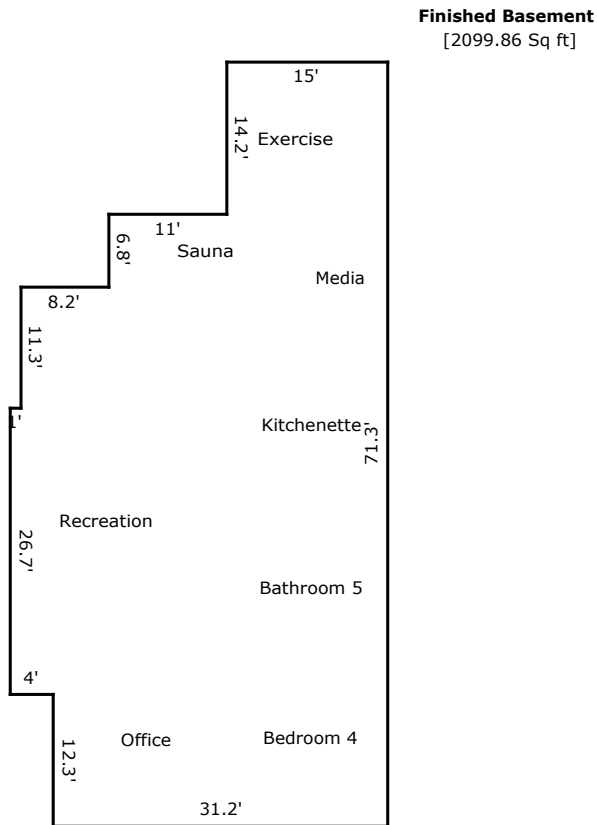 Finished Basement
[2099.86 Sq ft]
15'
14.2'
Exercise
11'
6.8'
Sauna
Media
8.2'
11.3'
1'
Kitchenette
71.3'
Recreation
26.7'
Bathroom 5
4'
12.3'
Office
Bedroom 4
31.2'